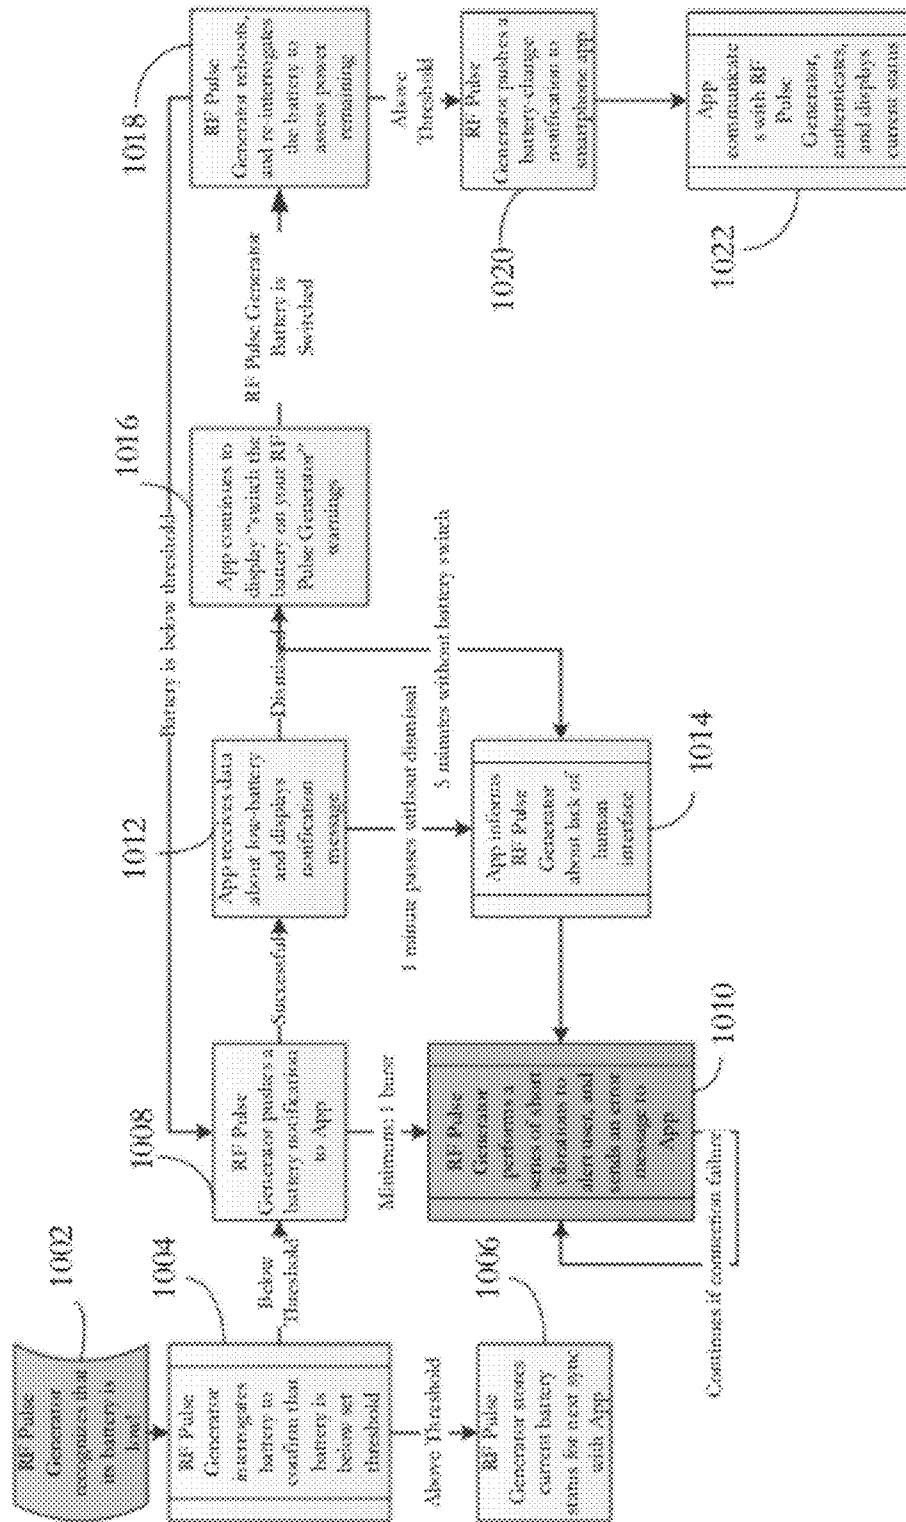 1002
RF Pulse
Generator
recognizes that
its battery is
1004
RF Pulse
Generator
interrogates
battery to
confirm that
battery is
below set
threshold
Above Threshold
1006
RF Pulse
Generator stores
current battery
status for next sync
with App
Below
Threshold
1008
RF Pulse
Generator pushes a
battery notification
to App
Minimum: 1 hour
1010
RF Pulse
Generator
performs a
series of short
vibrations to
alert user, and
sends an error
message to
App
Continues if connection failure
Successful
1012
App receives data
about low-battery
and displays
notification
message
1 minute passes without dismissal
1014
App informs
RF Pulse
Generator
about lack of
human
interface
Dismissed
5 minutes without battery switch
1016
App continues to
display "switch the
battery on your RF
Pulse Generator"
warnings
RF Pulse Generator
Battery is
Switched
Battery is below threshold
1018
RF Pulse
Generator reboots,
and re interrogates
the battery to
assess power
remaining
Above
Threshold
1020
RF Pulse
Generator pushes a
battery change
notification to
smartphone app
1022
App
communicate
s with RF
Pulse
Generator,
authenticates,
and displays
current status